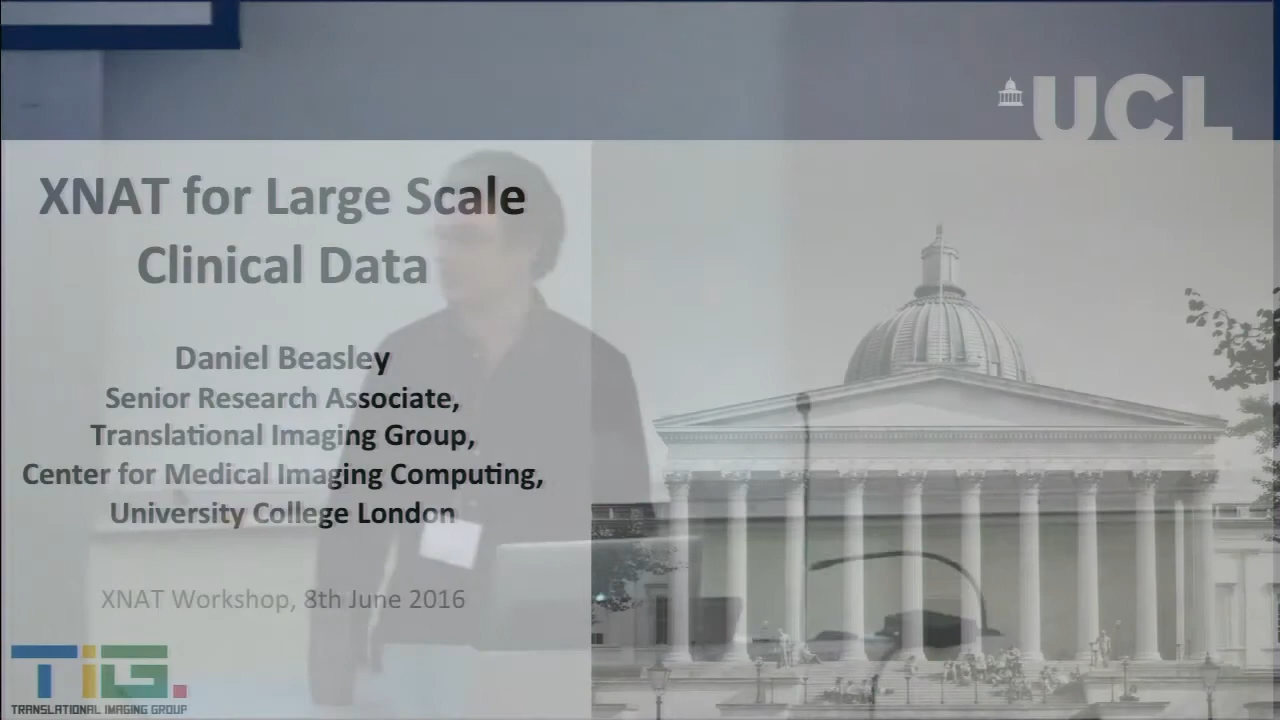 UCL
XNAT for Large Scale
Clinical Data
Daniel Beasley
Senior Research Associate,
Translational Imaging Group,
Center for Medical Imaging Computing,
University College London
XNAT Workshop, 8th June 2016
TiG.
TRANSLATIONAL IMAGING GROUP